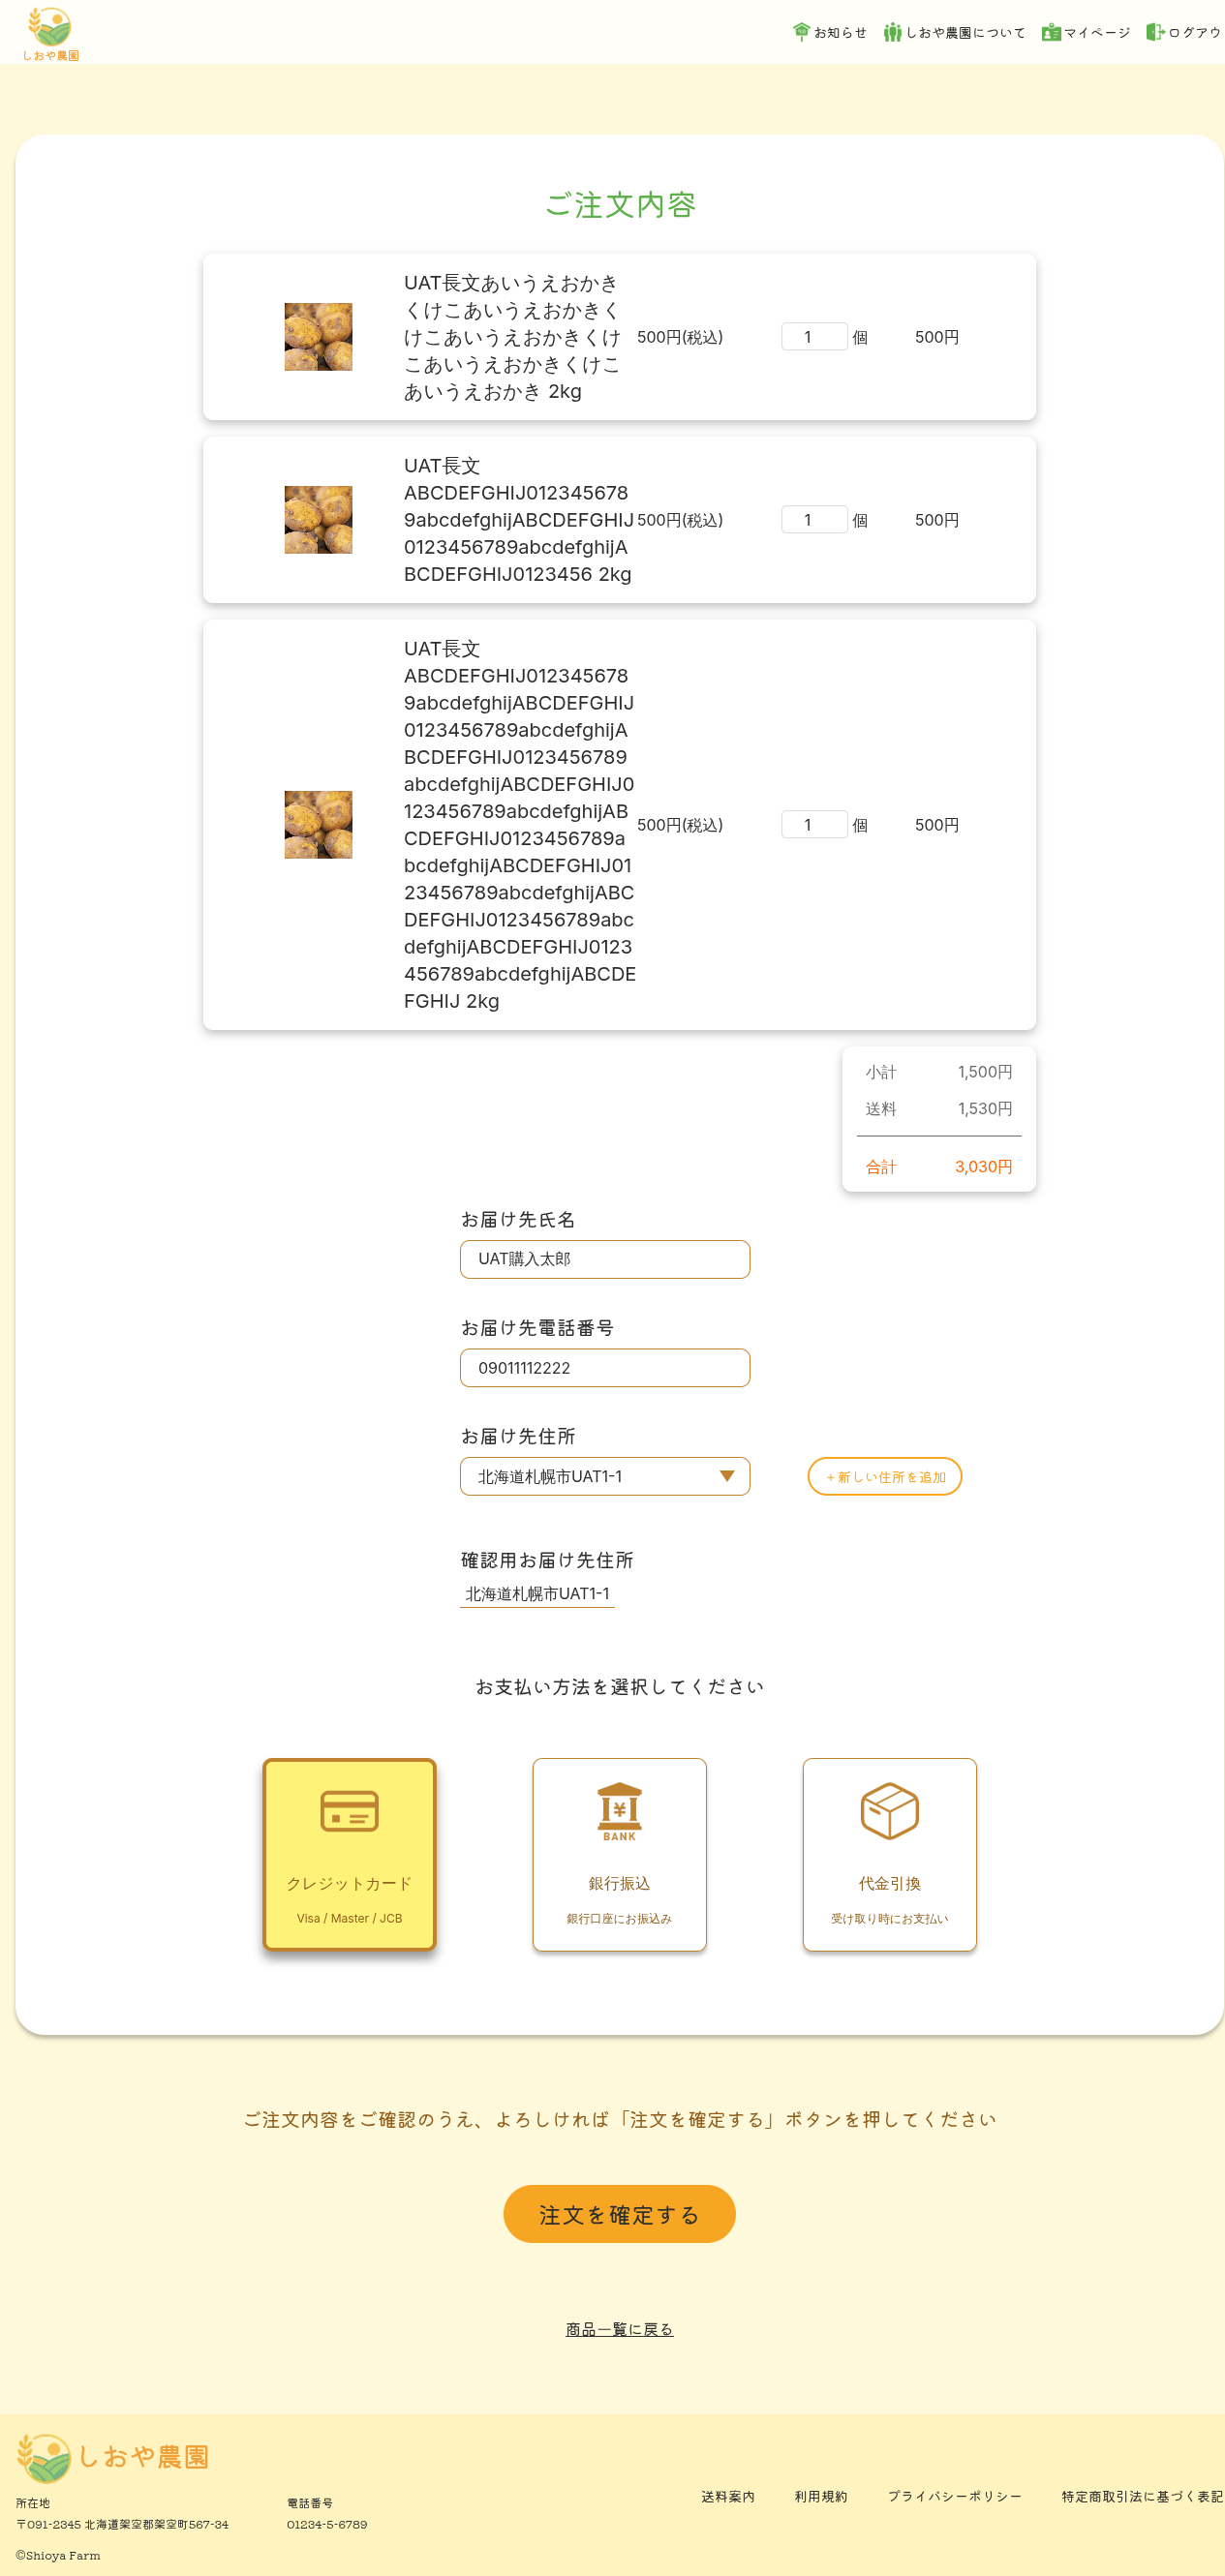 しおや農園
お知らせ
しおや農園について
マイページ
ログアウ
ご注文内容
UAT長文あいうえおかき
くけこあいうえおかきく
けこあいうえおかきくけ
こあいうえおかきくけこ
あいうえおかき 2kg
500円(税込)
1 個
500円
UAT長文
ABCDEFGHIJ012345678
9abcdefghijABCDEFGHIJ
0123456789abcdefghijA
BCDEFGHIJ0123456 2kg
500円(税込)
1 個
500円
UAT長文
ABCDEFGHIJ012345678
9abcdefghijABCDEFGHIJ
0123456789abcdefghijA
BCDEFGHIJ0123456789
abcdefghijABCDEFGHIJ0
123456789abcdefghijAB
CDEFGHIJ0123456789a
bcdefghijABCDEFGHIJ01
23456789abcdefghijABC
DEFGHIJ0123456789abc
defghijABCDEFGHIJ0123
456789abcdefghijABCDE
FGHIJ 2kg
500円(税込)
1 個
500円
小計 1,500円
送料 1,530円
合計 3,030円
お届け先氏名
UAT購入太郎
お届け先電話番号
09011112222
お届け先住所
北海道札幌市UAT1-1
＋新しい住所を追加
確認用お届け先住所
北海道札幌市UAT1-1
お支払い方法を選択してください
クレジットカード
Visa / Master / JCB
¥
BANK
銀行振込
銀行口座にお振込み
代金引換
受け取り時にお支払い
ご注文内容をご確認のうえ、よろしければ「注文を確定する」ボタンを押してください
注文を確定する
商品一覧に戻る
しおや農園
所在地
〒091-2345 北海道架空郡架空町567-34
電話番号
01234-5-6789
©Shioya Farm
送料案内
利用規約
プライバシーポリシー
特定商取引法に基づく表記